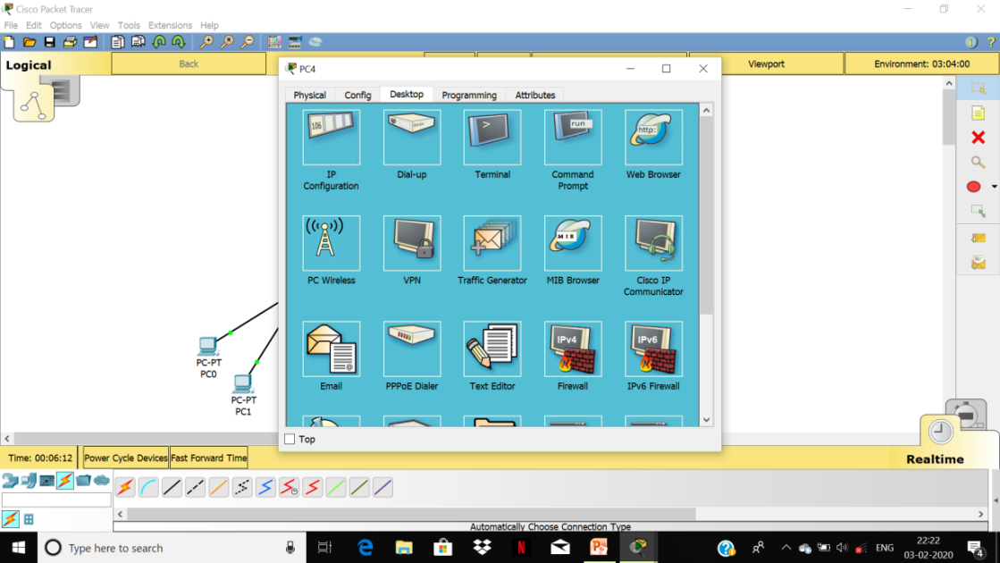 Cisco Packet Tracer
File Edit Options View Tools Extensions Help
Logical
Back
Viewport
Environment: 03:04:00
PC4
Physical Config Desktop Programming Attributes
106
>
run
http:
IP Configuration
Dial-up
Terminal
Command Prompt
Web Browser
MIB
PC Wireless
VPN
Traffic Generator
MIB Browser
Cisco IP Communicator
@
IPv4
IPv6
Email
PPPoE Dialer
Text Editor
Firewall
IPv6 Firewall
Top
PC-PT
PC0
PC-PT
PC1
Time: 00:06:12
Power Cycle Devices
Fast Forward Time
Realtime
Automatically Choose Connection Type
Type here to search
ENG
22:22
03-02-2020
4